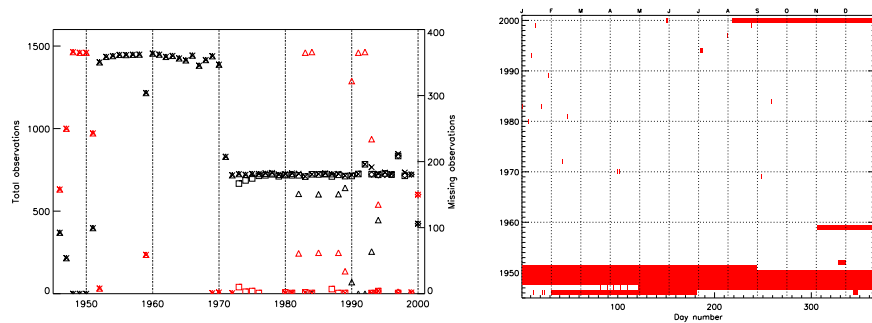 Total observations
1500
1000
500
0
400
300
200
100
0
Missing observations
1950 1960 1970 1980 1990 2000
J F M A M J J A S O N D
2000
1990
1980
1970
1960
1950
100 200 300
Day number